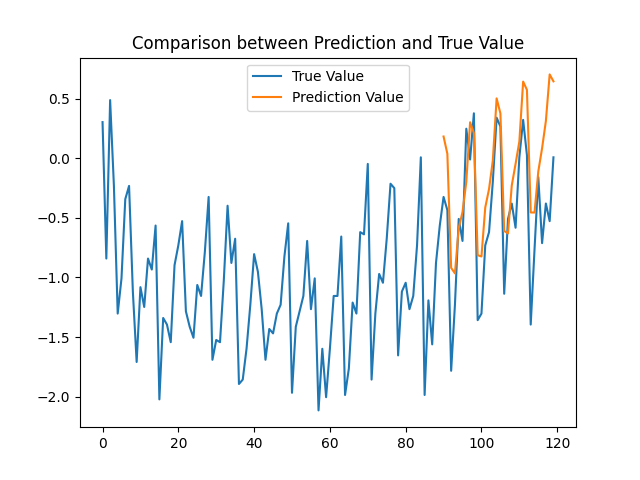 Comparison between Prediction and True Value
True Value
Prediction Value
0.5
0.0
−0.5
−1.0
−1.5
−2.0
0 20 40 60 80 100 120